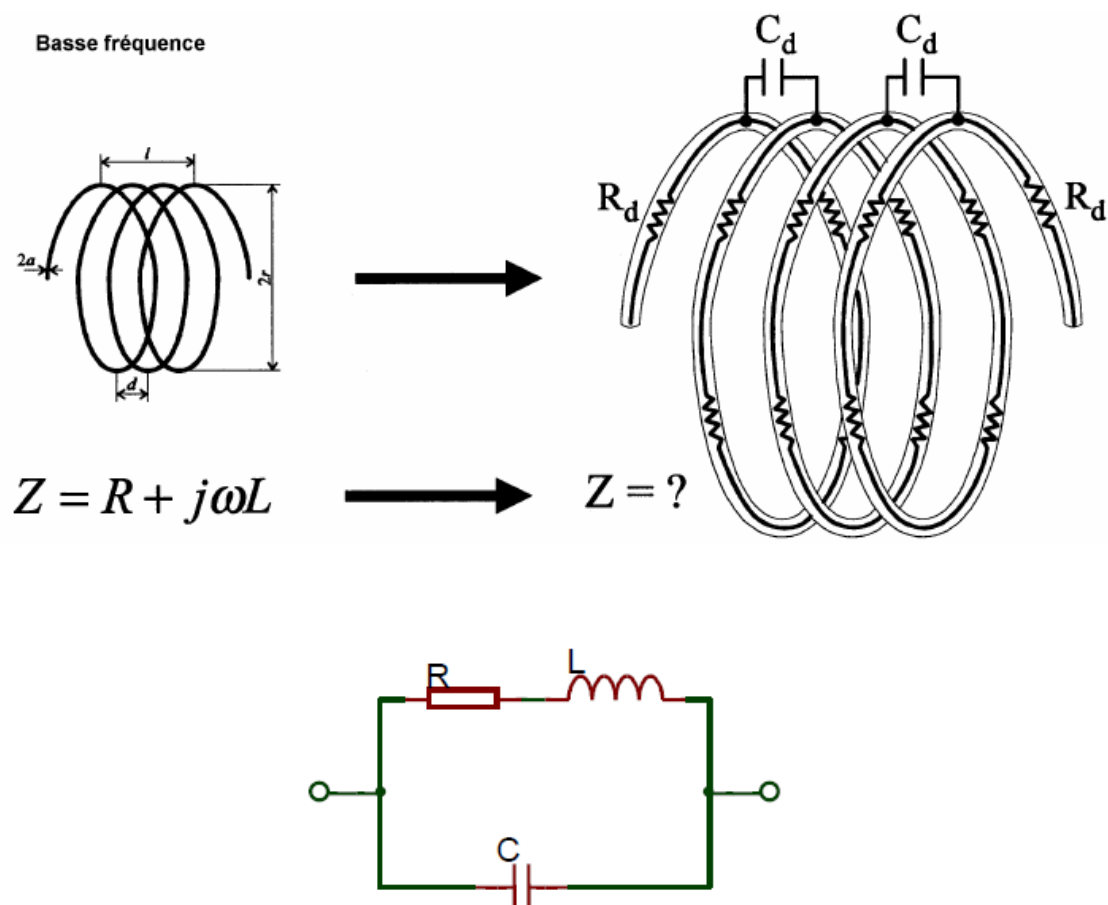 Basse fréquence
C_d C_d
l
R_d R_d
2a
2r
d
Z = R + jωL
Z = ?
R L
C